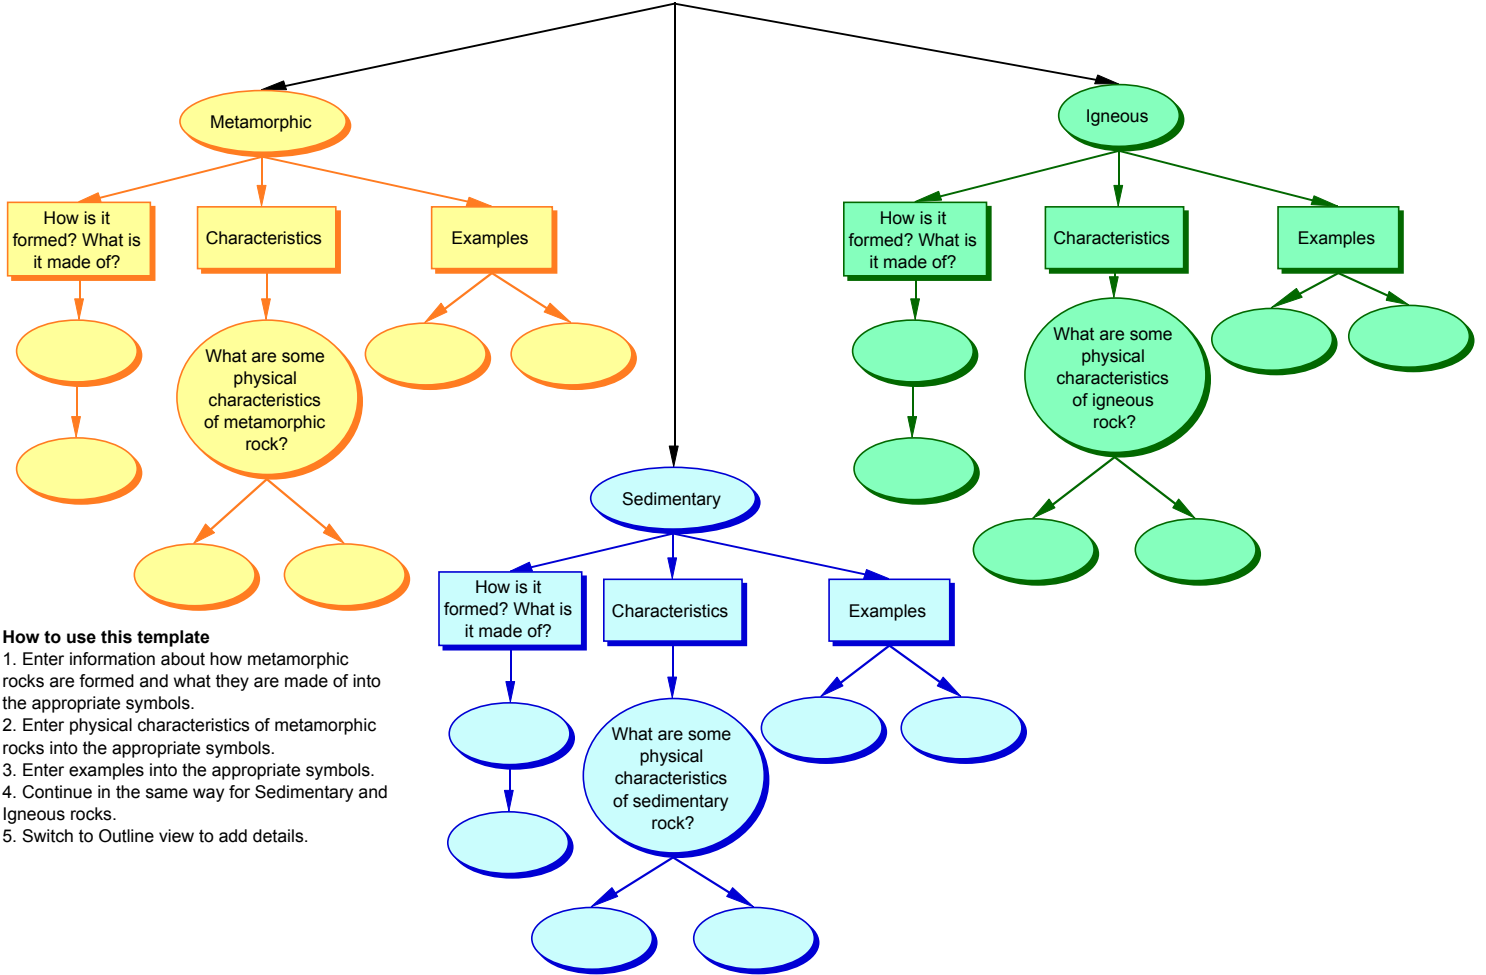 Metamorphic
How is it
formed? What is
it made of?
Characteristics
Examples
What are some
physical
characteristics
of metamorphic
rock?
Igneous
How is it
formed? What is
it made of?
Characteristics
Examples
What are some
physical
characteristics
of igneous
rock?
Sedimentary
How is it
formed? What is
it made of?
Characteristics
Examples
What are some
physical
characteristics
of sedimentary
rock?
How to use this template
1. Enter information about how metamorphic
rocks are formed and what they are made of into
the appropriate symbols.
2. Enter physical characteristics of metamorphic
rocks into the appropriate symbols.
3. Enter examples into the appropriate symbols.
4. Continue in the same way for Sedimentary and
Igneous rocks.
5. Switch to Outline view to add details.